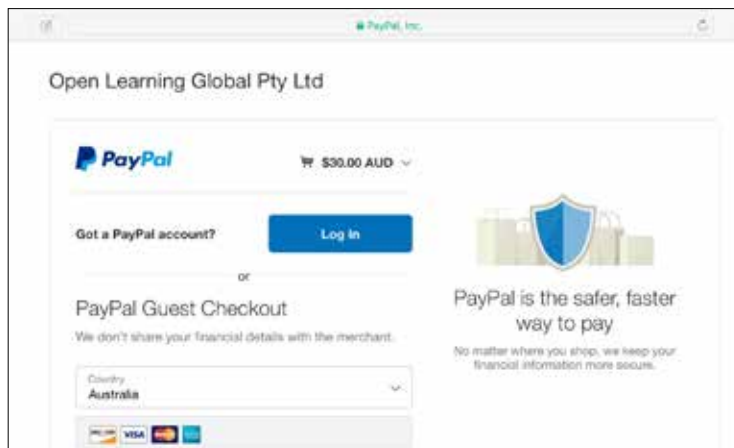 PayPal, Inc.
Open Learning Global Pty Ltd
PayPal
$30.00 AUD
Got a PayPal account?
Log In
or
PayPal Guest Checkout
We don't share your financial details with the merchant.
Country
Australia
VISA
PayPal is the safer, faster
way to pay
No matter where you shop, we keep your
financial information more secure.